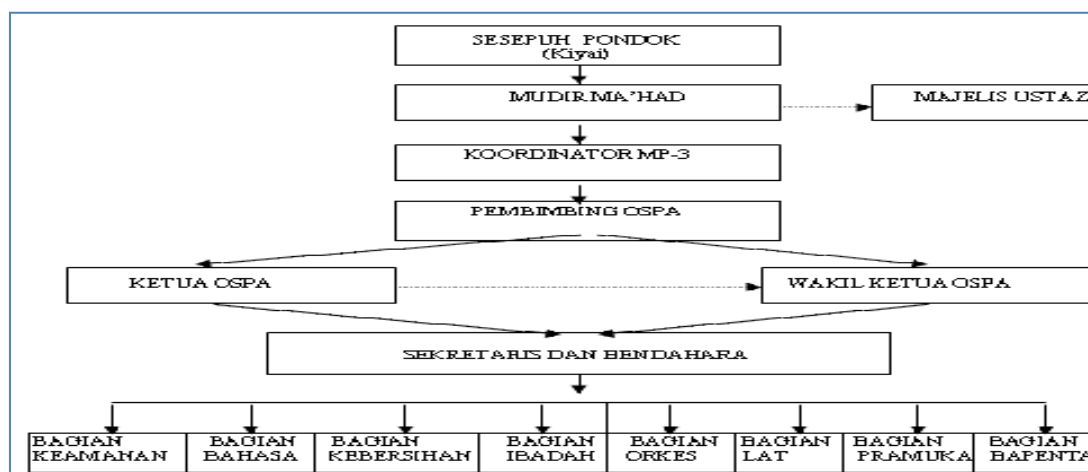 SESEPUH PONDOK
(Kiyai)
MUDIR MA'HAD
MAJELIS USTAZ
KOORDINATOR MP-3
PEMBIMBING OSPA
KETUA OSPA
WAKIL KETUA OSPA
SEKRETARIS DAN BENDAHARA
BAGIAN KEAMANAN
BAGIAN BAHASA
BAGIAN KEBERSIHAN
BAGIAN IBADAH
BAGIAN ORKES
BAGIAN LAT
BAGIAN PRAMUKA
BAGIAN BAPENTA